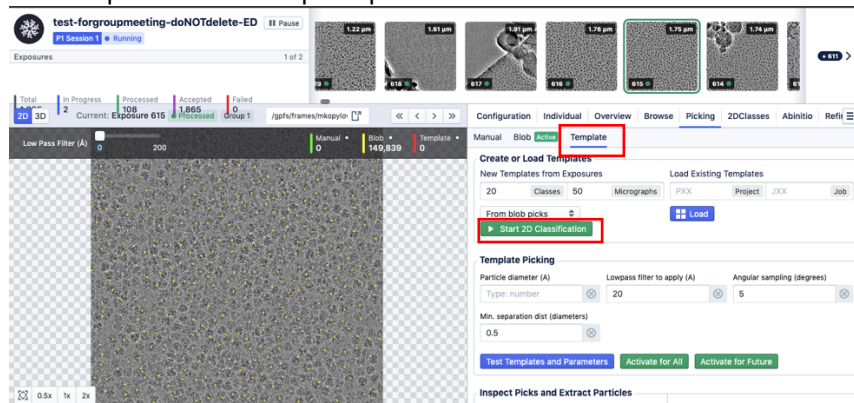 test-forgroupmeeting-doNOTdelete-ED
Pause
P1 Session 1 Running
Exposures 1 of 2
1.22 µm 1.61 µm 1.91 µm 1.78 µm 1.75 µm 1.74 µm
618 617 616 615 614
+ 611
Total In Progress Processed Accepted Failed
2 108 1,865 0
2D 3D Current: Exposure 615 Processed Group 1 /gpfs/frames/mkopylov
Low Pass Filter (Å) 0 200
Manual Blob Template
0 149,839 0
Configuration Individual Overview Browse Picking 2DClasses Abinitio
Manual Blob Active Template
Create or Load Templates
New Templates from Exposures Load Existing Templates
20 Classes 50 Micrographs PXX Project JXX Job
From blob picks Load
Start 2D Classification
Template Picking
Particle diameter (A) Lowpass filter to apply (A) Angular sampling (degrees)
Type: number 20 5
Min. separation dist (diameters)
0.5
Test Templates and Parameters Activate for All Activate for Future
Inspect Picks and Extract Particles
0.5x 1x 2x